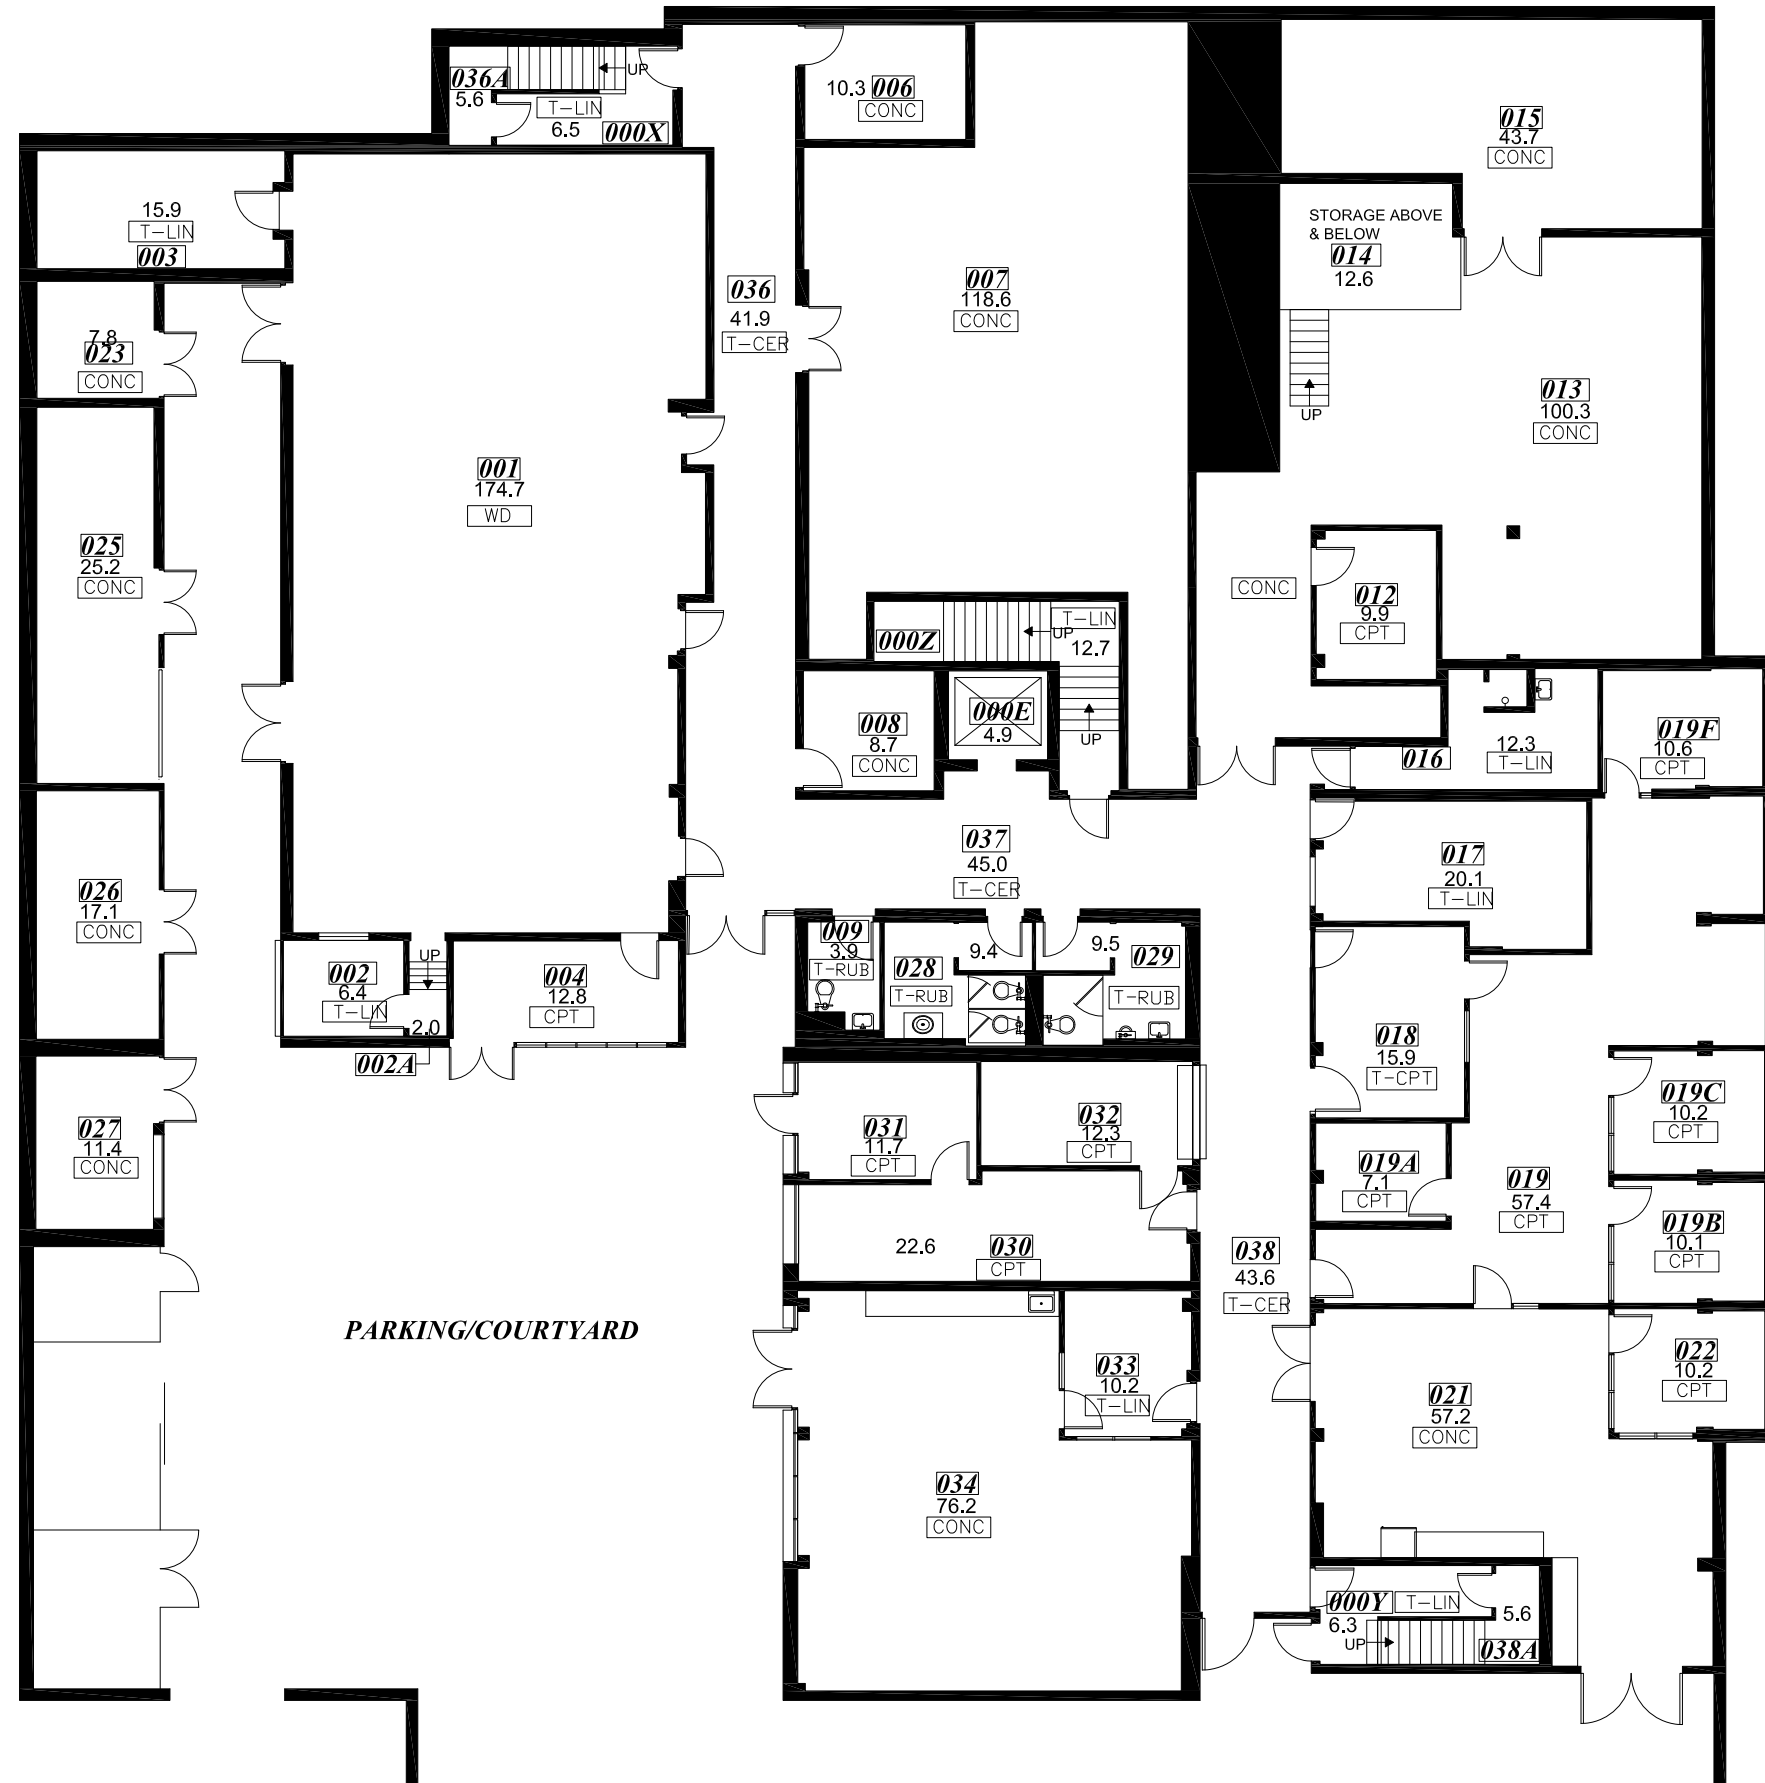 036A
5.6
UP
T-LIN
6.5
000X
10.3 006
CONC
015
43.7
CONC
15.9
T-LIN
003
STORAGE ABOVE
& BELOW
014
12.6
036
41.9
T-CER
007
118.6
CONC
7.8
023
CONC
UP
013
100.3
CONC
001
174.7
WD
025
25.2
CONC
CONC
012
9.9
CPT
000Z
UP
T-LIN
12.7
008
8.7
CONC
000E
4.9
UP
016
12.3
T-LIN
019F
10.6
CPT
037
45.0
T-CER
017
20.1
T-LIN
026
17.1
CONC
002
6.4
T-LIN
UP
2.0
002A
004
12.8
CPT
009
3.9
T-RUB
028
9.4
T-RUB
9.5
029
T-RUB
018
15.9
T-CPT
027
11.4
CONC
031
11.7
CPT
032
12.3
CPT
019A
7.1
CPT
019
57.4
CPT
019C
10.2
CPT
019B
10.1
CPT
22.6
030
CPT
038
43.6
T-CER
PARKING/COURTYARD
033
10.2
T-LIN
021
57.2
CONC
022
10.2
CPT
034
76.2
CONC
000Y
T-LIN
6.3
UP
5.6
038A